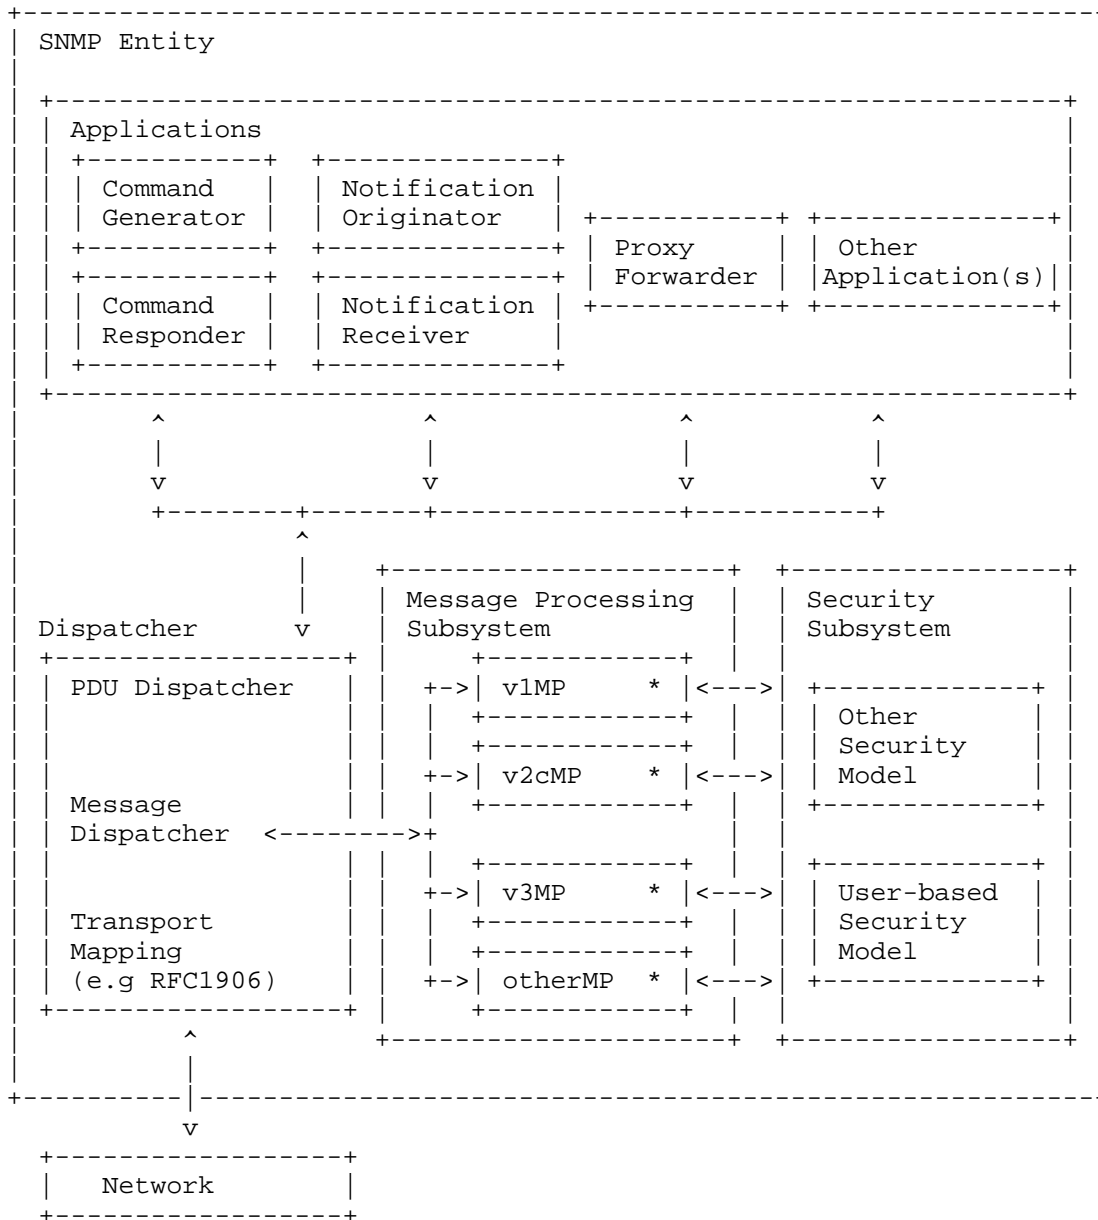 SNMP Entity
Applications
Command
Generator
Notification
Originator
Proxy
Forwarder
Other
Application(s)
Command
Responder
Notification
Receiver
Dispatcher
PDU Dispatcher
Message
Dispatcher
Transport
Mapping
(e.g RFC1906)
Message Processing
Subsystem
v1MP *
v2cMP *
v3MP *
otherMP *
Security
Subsystem
Other
Security
Model
User-based
Security
Model
Network